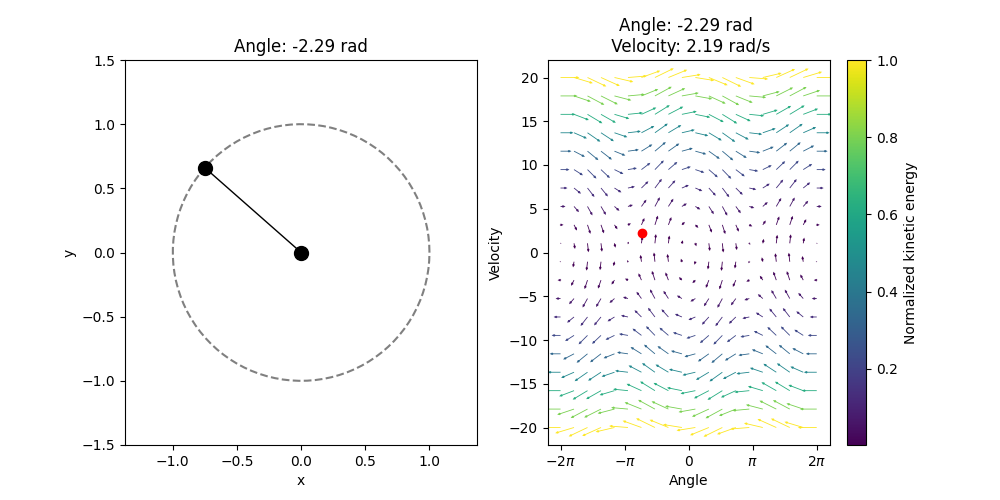 Angle: -2.29 rad
1.5
1.0
0.5
0.0
−0.5
−1.0
−1.5
y
−1.0
−0.5
0.0
0.5
1.0
x
Angle: -2.29 rad
Velocity: 2.19 rad/s
20
15
10
5
0
−5
−10
−15
−20
Velocity
−2π
−π
0
π
2π
Angle
1.0
0.8
0.6
0.4
0.2
Normalized kinetic energy